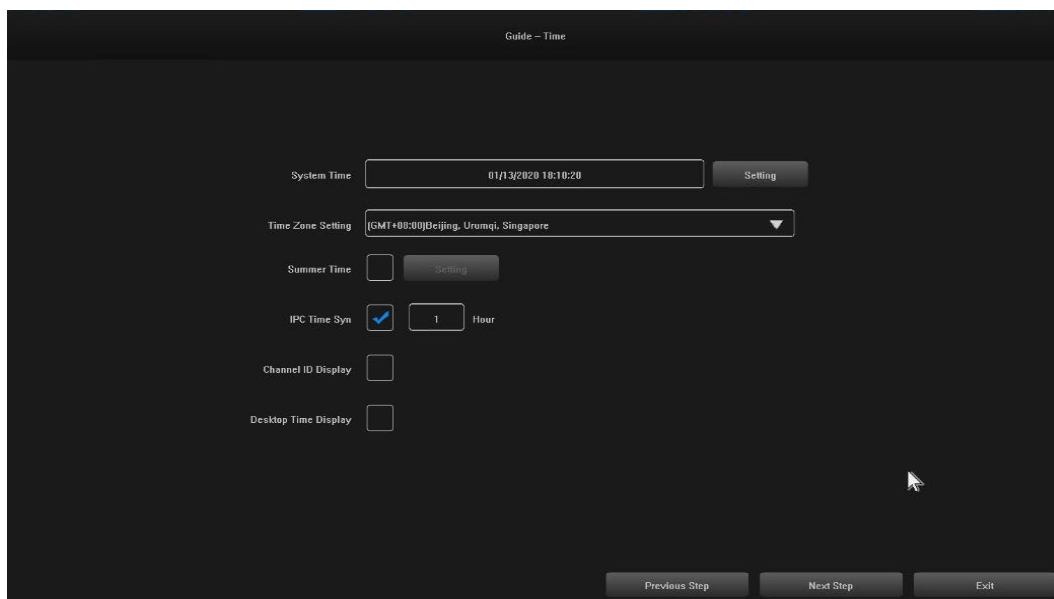 Guide – Time
System Time 01/13/2020 18:10:20 Setting
Time Zone Setting (GMT+08:00)Beijing, Urumqi, Singapore
Summer Time Setting
IPC Time Syn 1 Hour
Channel ID Display
Desktop Time Display
Previous Step Next Step Exit